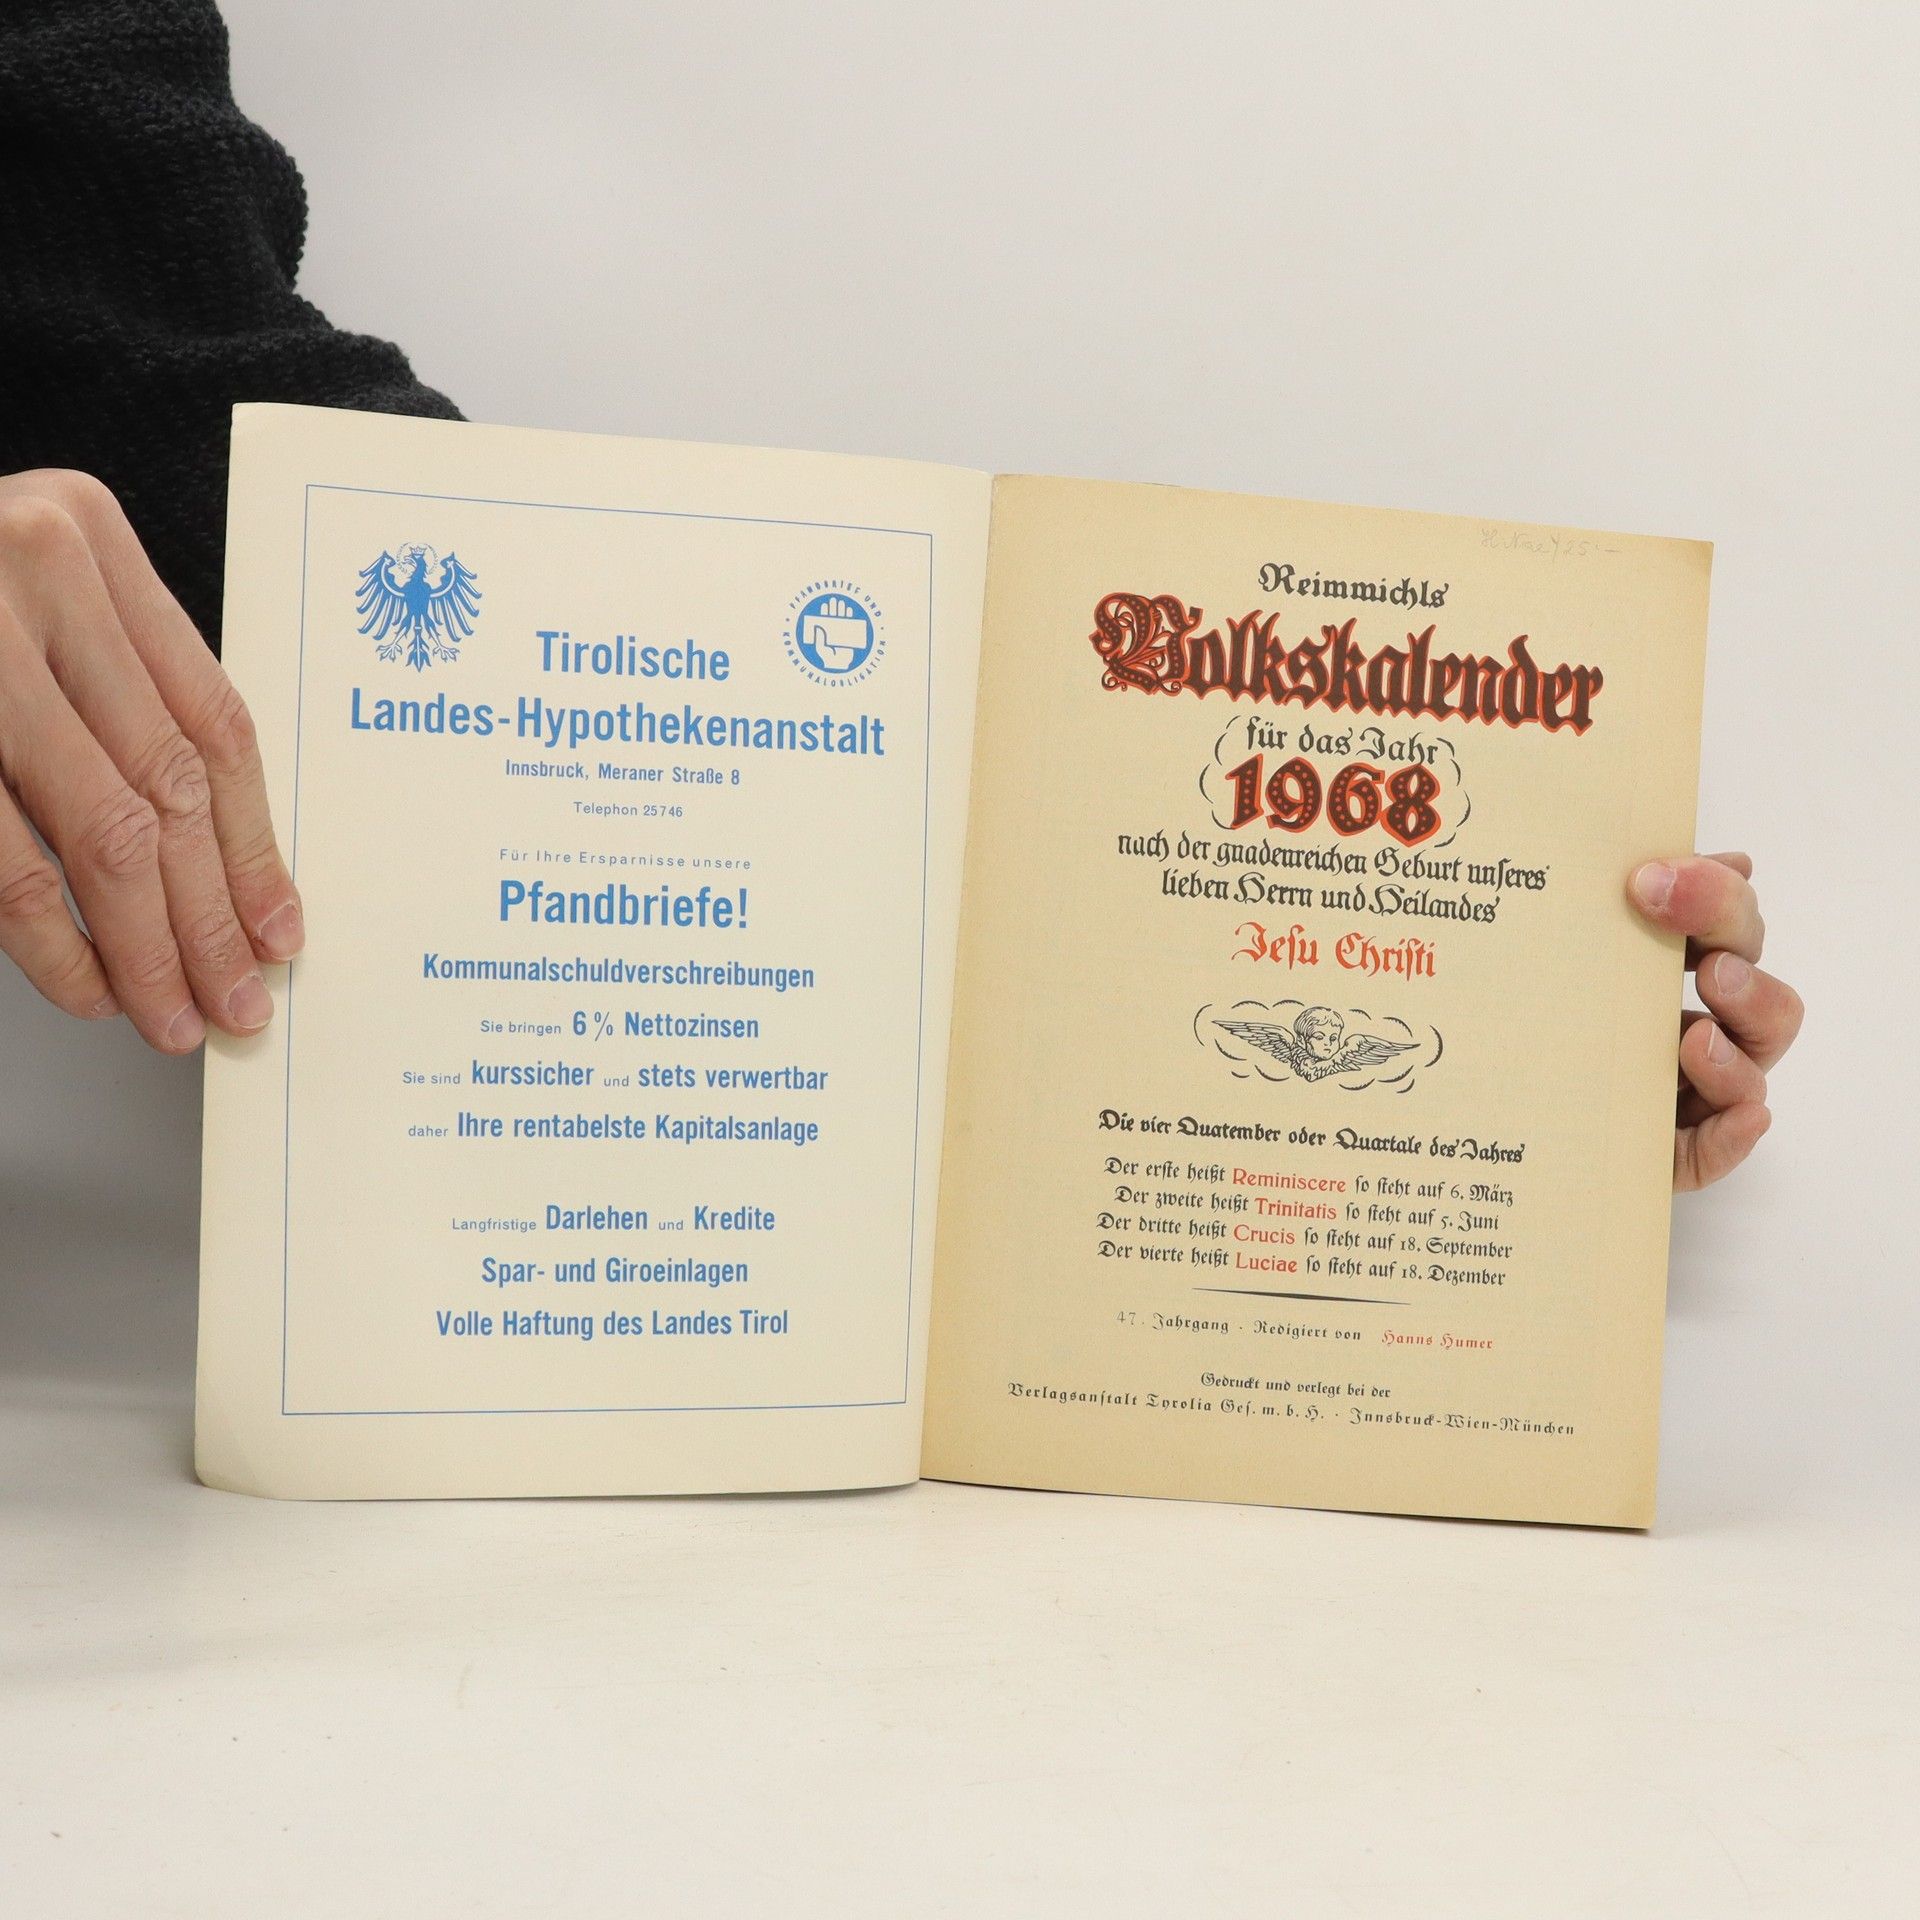 Tirolische
Landes-Hypothekenanstalt
PFANDBRIEF UND KOMMUNALOBLIGATION
Innsbruck, Meraner Straße 8
Telephon 25746
Für Ihre Ersparnisse unsere
Pfandbriefe!
Kommunalschuldverschreibungen
Sie bringen 6% Nettozinsen
Sie sind kurssicher und stets verwertbar
daher Ihre rentabelste Kapitalsanlage
Langfristige Darlehen und Kredite
Spar- und Giroeinlagen
Volle Haftung des Landes Tirol
25.-
Reimmichls
Volkskalender
für das Jahr
1968
nach der gnadenreichen Geburt unseres
lieben Herrn und Heilandes
Jesu Christi
Die vier Quatember oder Quartale des Jahres
Der erste heißt Reminiscere so steht auf 6. März
Der zweite heißt Trinitatis so steht auf 5. Juni
Der dritte heißt Crucis so steht auf 18. September
Der vierte heißt Luciae so steht auf 18. Dezember
47. Jahrgang · Redigiert von Hanns Humer
Gedruckt und verlegt bei der
Verlagsanstalt Tyrolia Ges. m. b. H. · Innsbruck-Wien-München